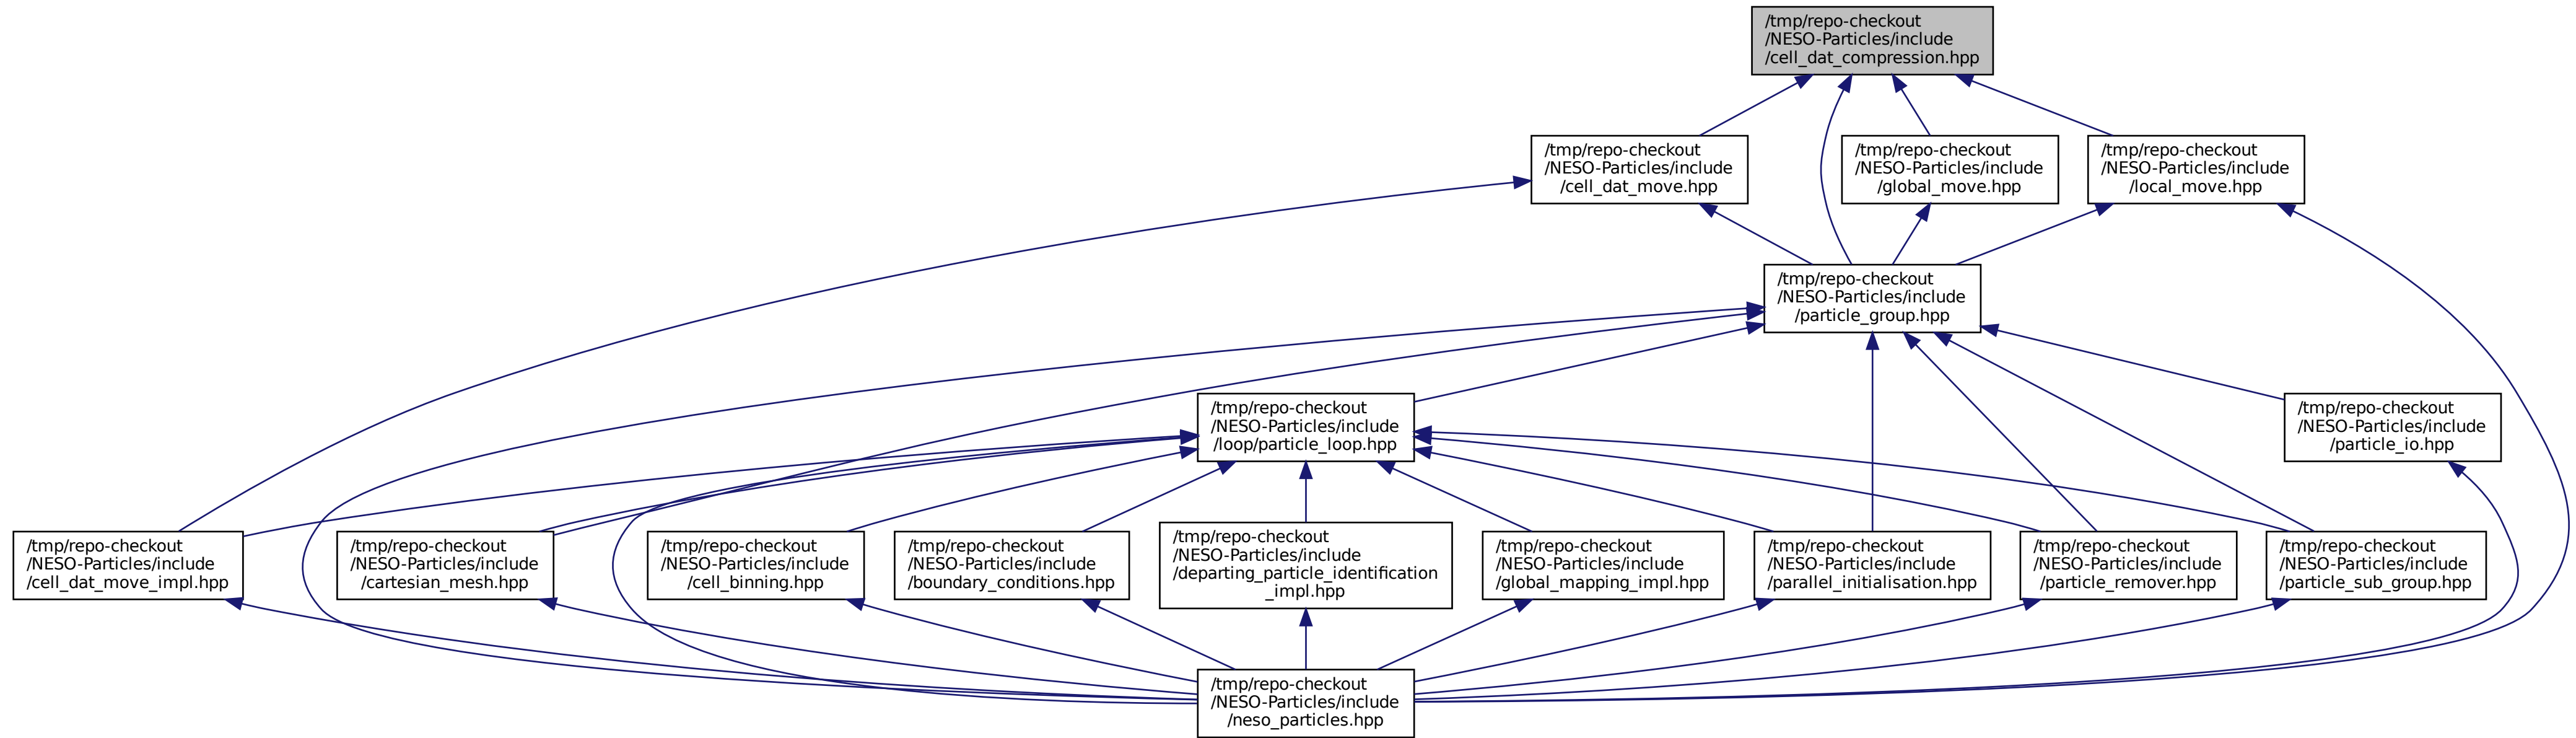 /tmp/repo-checkout
/NESO-Particles/include
/cell_dat_compression.hpp
/tmp/repo-checkout
/NESO-Particles/include
/cell_dat_move.hpp
/tmp/repo-checkout
/NESO-Particles/include
/global_move.hpp
/tmp/repo-checkout
/NESO-Particles/include
/local_move.hpp
/tmp/repo-checkout
/NESO-Particles/include
/particle_group.hpp
/tmp/repo-checkout
/NESO-Particles/include
/loop/particle_loop.hpp
/tmp/repo-checkout
/NESO-Particles/include
/particle_io.hpp
/tmp/repo-checkout
/NESO-Particles/include
/cell_dat_move_impl.hpp
/tmp/repo-checkout
/NESO-Particles/include
/cartesian_mesh.hpp
/tmp/repo-checkout
/NESO-Particles/include
/cell_binning.hpp
/tmp/repo-checkout
/NESO-Particles/include
/boundary_conditions.hpp
/tmp/repo-checkout
/NESO-Particles/include
/departing_particle_identification
_impl.hpp
/tmp/repo-checkout
/NESO-Particles/include
/global_mapping_impl.hpp
/tmp/repo-checkout
/NESO-Particles/include
/parallel_initialisation.hpp
/tmp/repo-checkout
/NESO-Particles/include
/particle_remover.hpp
/tmp/repo-checkout
/NESO-Particles/include
/particle_sub_group.hpp
/tmp/repo-checkout
/NESO-Particles/include
/neso_particles.hpp